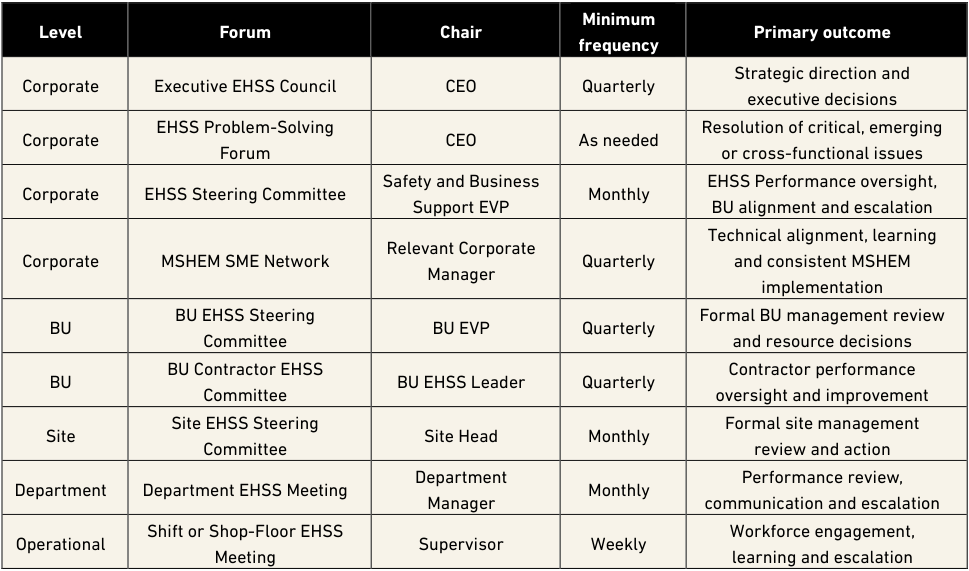 Level
Forum
Chair
Minimum
frequency
Primary outcome
Corporate
Executive EHSS Council
CEO
Quarterly
Strategic direction and
executive decisions
Corporate
EHSS Problem-Solving
Forum
CEO
As needed
Resolution of critical, emerging
or cross-functional issues
Corporate
EHSS Steering Committee
Safety and Business
Support EVP
Monthly
EHSS Performance oversight,
BU alignment and escalation
Corporate
MSHEM SME Network
Relevant Corporate
Manager
Quarterly
Technical alignment, learning
and consistent MSHEM
implementation
BU
BU EHSS Steering
Committee
BU EVP
Quarterly
Formal BU management review
and resource decisions
BU
BU Contractor EHSS
Committee
BU EHSS Leader
Quarterly
Contractor performance
oversight and improvement
Site
Site EHSS Steering
Committee
Site Head
Monthly
Formal site management
review and action
Department
Department EHSS Meeting
Department
Manager
Monthly
Performance review,
communication and escalation
Operational
Shift or Shop-Floor EHSS
Meeting
Supervisor
Weekly
Workforce engagement,
learning and escalation